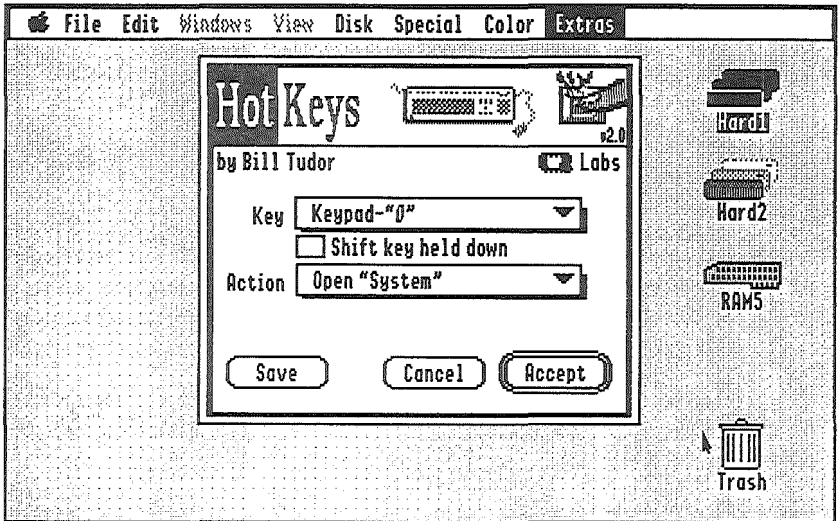 File Edit Windows View Disk Special Color Extras
Hot Keys
v2.0
by Bill Tudor
Labs
Key Keypad-"0"
Shift key held down
Action Open "System"
Save Cancel Accept
Hard1
Hard2
RAM5
Trash